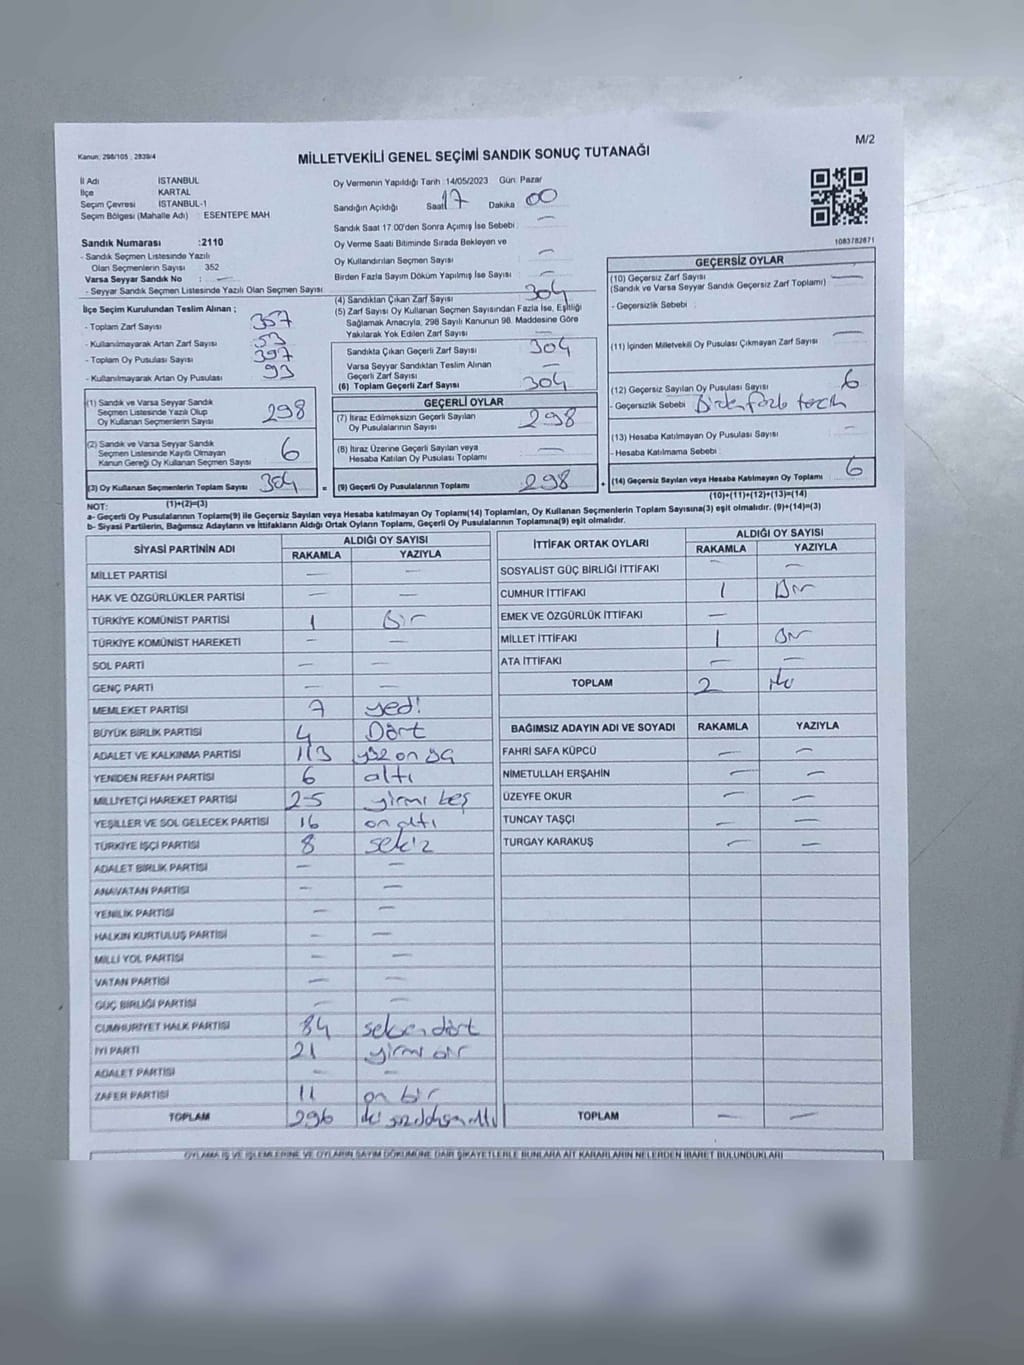 M/2
Kanun: 298/105 , 2839/4
MİLLETVEKİLİ GENEL SEÇİMİ SANDIK SONUÇ TUTANAĞI
İl Adı İSTANBUL
İlçe KARTAL
Seçim Çevresi İSTANBUL-1
Seçim Bölgesi (Mahalle Adı) : ESENTEPE MAH
Sandık Numarası :2110
- Sandık Seçmen Listesinde Yazılı
Olan Seçmenlerin Sayısı 352
Varsa Seyyar Sandık No : —
- Seyyar Sandık Seçmen Listesinde Yazılı Olan Seçmen Sayısı
İlçe Seçim Kurulundan Teslim Alınan ;
- Toplam Zarf Sayısı 357
- Kullanılmayarak Artan Zarf Sayısı 53
- Toplam Oy Pusulası Sayısı 397
- Kullanılmayarak Artan Oy Pusulası 93
(1) Sandık ve Varsa Seyyar Sandık
Seçmen Listesinde Yazılı Olup
Oy Kullanan Seçmenlerin Sayısı 298
(2) Sandık ve Varsa Seyyar Sandık
Seçmen Listesinde Kayıtlı Olmayan
Kanun Gereği Oy Kullanan Seçmen Sayısı 6
(3) Oy Kullanan Seçmenlerin Toplam Sayısı 304 =
(1)+(2)=(3)
Oy Vermenin Yapıldığı Tarih :14/05/2023 Gün: Pazar
Sandığın Açıldığı Saat 17 Dakika 00
Sandık Saat 17.00'den Sonra Açımış İse Sebebi : —
Oy Verme Saati Bitiminde Sırada Bekleyen ve
Oy Kullandırılan Seçmen Sayısı —
Birden Fazla Sayım Döküm Yapılmış İse Sayısı : —
(4) Sandıktan Çıkan Zarf Sayısı 304
(5) Zarf Sayısı Oy Kullanan Seçmen Sayısından Fazla İse, Eşitliği
Sağlamak Amacıyla, 298 Sayılı Kanunun 98. Maddesine Göre
Yakılarak Yok Edilen Zarf Sayısı —
Sandıkta Çıkan Geçerli Zarf Sayısı 304
Varsa Seyyar Sandıktan Teslim Alınan
Geçerli Zarf Sayısı —
(6) Toplam Geçerli Zarf Sayısı 304
GEÇERLİ OYLAR
(7) İtiraz Edilmeksizin Geçerli Sayılan
Oy Pusulalarının Sayısı 298
(8) İtiraz Üzerine Geçerli Sayılan veya
Hesaba Katılan Oy Pusulası Toplamı —
(9) Geçerli Oy Pusulalarının Toplamı 298 +
1083782871
GEÇERSİZ OYLAR
(10) Geçersiz Zarf Sayısı
(Sandık ve Varsa Seyyar Sandık Geçersiz Zarf Toplamı) —
- Geçersizlik Sebebi :
(11) İçinden Milletvekili Oy Pusulası Çıkmayan Zarf Sayısı —
(12) Geçersiz Sayılan Oy Pusulası Sayısı 6
- Geçersizlik Sebebi : Birden fazla tercih
(13) Hesaba Katılmayan Oy Pusulası Sayısı —
- Hesaba Katılmama Sebebi :
(14) Geçersiz Sayılan veya Hesaba Katılmayan Oy Toplamı 6
(10)+(11)+(12)+(13)=(14)
NOT:
a- Geçerli Oy Pusulalarının Toplamı(9) ile Geçersiz Sayılan veya Hesaba katılmayan Oy Toplamı(14) Toplamları, Oy Kullanan Seçmenlerin Toplam Sayısına(3) eşit olmalıdır. (9)+(14)=(3)
b- Siyasi Partilerin, Bağımsız Adayların ve İttifakların Aldığı Ortak Oyların Toplamı, Geçerli Oy Pusulalarının Toplamına(9) eşit olmalıdır.
SİYASİ PARTİNİN ADI ALDIĞI OY SAYISI
RAKAMLA YAZIYLA
MİLLET PARTİSİ — —
HAK VE ÖZGÜRLÜKLER PARTİSİ — —
TÜRKİYE KOMÜNİST PARTİSİ 1 Bir
TÜRKİYE KOMÜNİST HAREKETİ — —
SOL PARTİ — —
GENÇ PARTİ — —
MEMLEKET PARTİSİ 7 yedi
BÜYÜK BİRLİK PARTİSİ 4 Dört
ADALET VE KALKINMA PARTİSİ 113 yüz on üç
YENİDEN REFAH PARTİSİ 6 altı
MİLLİYETÇİ HAREKET PARTİSİ 25 yirmi beş
YEŞİLLER VE SOL GELECEK PARTİSİ 16 on altı
TÜRKİYE İŞÇİ PARTİSİ 8 sekiz
ADALET BİRLİK PARTİSİ — —
ANAVATAN PARTİSİ — —
YENİLİK PARTİSİ — —
HALKIN KURTULUŞ PARTİSİ — —
MİLLİ YOL PARTİSİ — —
VATAN PARTİSİ — —
GÜÇ BİRLİĞİ PARTİSİ — —
CUMHURİYET HALK PARTİSİ 84 seksen dört
İYİ PARTİ 21 yirmi bir
ADALET PARTİSİ — —
ZAFER PARTİSİ 11 on bir
TOPLAM 296
İTTİFAK ORTAK OYLARI ALDIĞI OY SAYISI
RAKAMLA YAZIYLA
SOSYALİST GÜÇ BİRLİĞİ İTTİFAKI — —
CUMHUR İTTİFAKI 1 Bir
EMEK VE ÖZGÜRLÜK İTTİFAKI —
MİLLET İTTİFAKI 1 Bir
ATA İTTİFAKI — —
TOPLAM 2 iki
BAĞIMSIZ ADAYIN ADI VE SOYADI RAKAMLA YAZIYLA
FAHRİ SAFA KÜPCÜ — —
NİMETULLAH ERŞAHİN — —
ÜZEYFE OKUR — —
TUNCAY TAŞÇI — —
TURGAY KARAKUŞ — —
TOPLAM — —
OYLAMA İŞ VE İŞLEMLERİNE VE OYLARIN SAYIM DÖKÜMÜNE DAİR ŞİKAYETLERLE BUNLARA AİT KARARLARIN NELERDEN İBARET BULUNDUKLARI